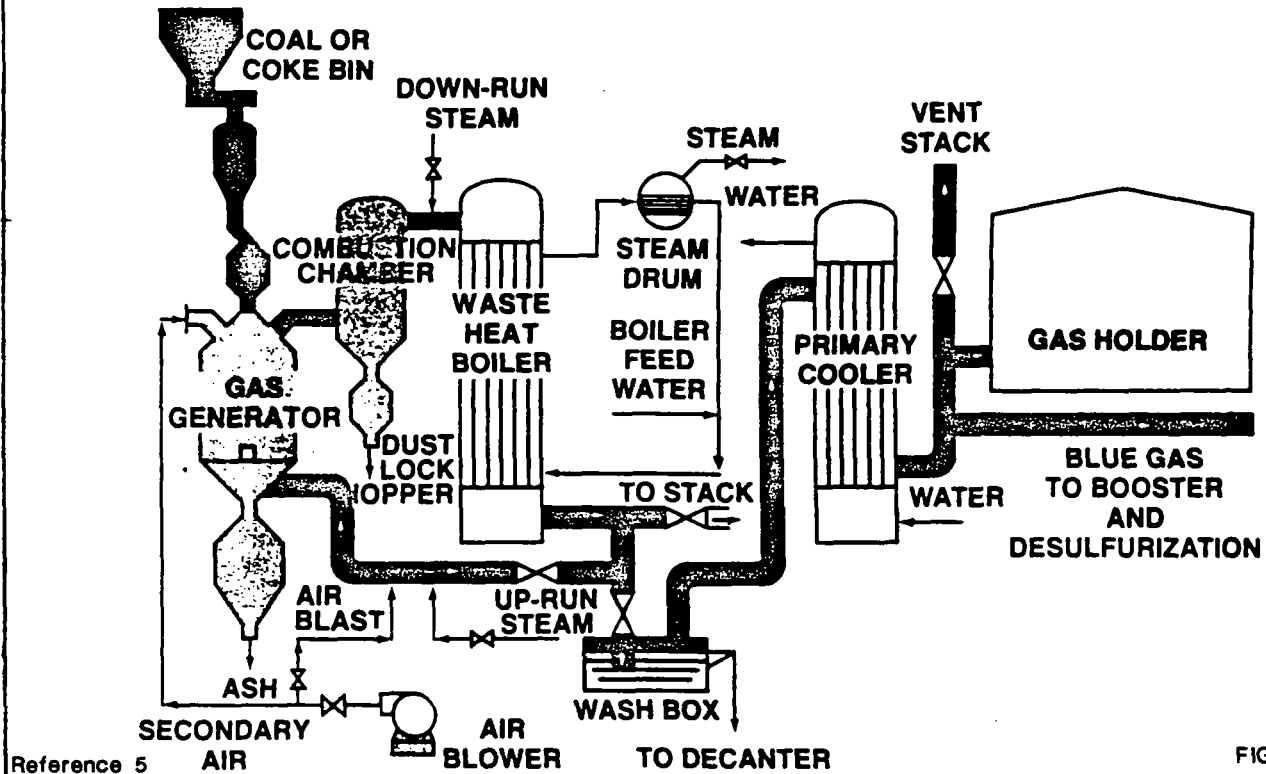 COAL OR
COKE BIN
DOWN-RUN
STEAM
VENT
STACK
STEAM
WATER
COMBUSTION
CHAMBER
STEAM
DRUM
WASTE
HEAT
BOILER
BOILER
FEED
WATER
PRIMARY
COOLER
GAS HOLDER
GAS
GENERATOR
DUST
LOCK
HOPPER
TO STACK
WATER
BLUE GAS
TO BOOSTER
AND
DESULFURIZATION
AIR
BLAST
UP-RUN
STEAM
ASH
WASH BOX
SECONDARY
AIR
AIR
BLOWER
TO DECANTER
Reference 5
FIG